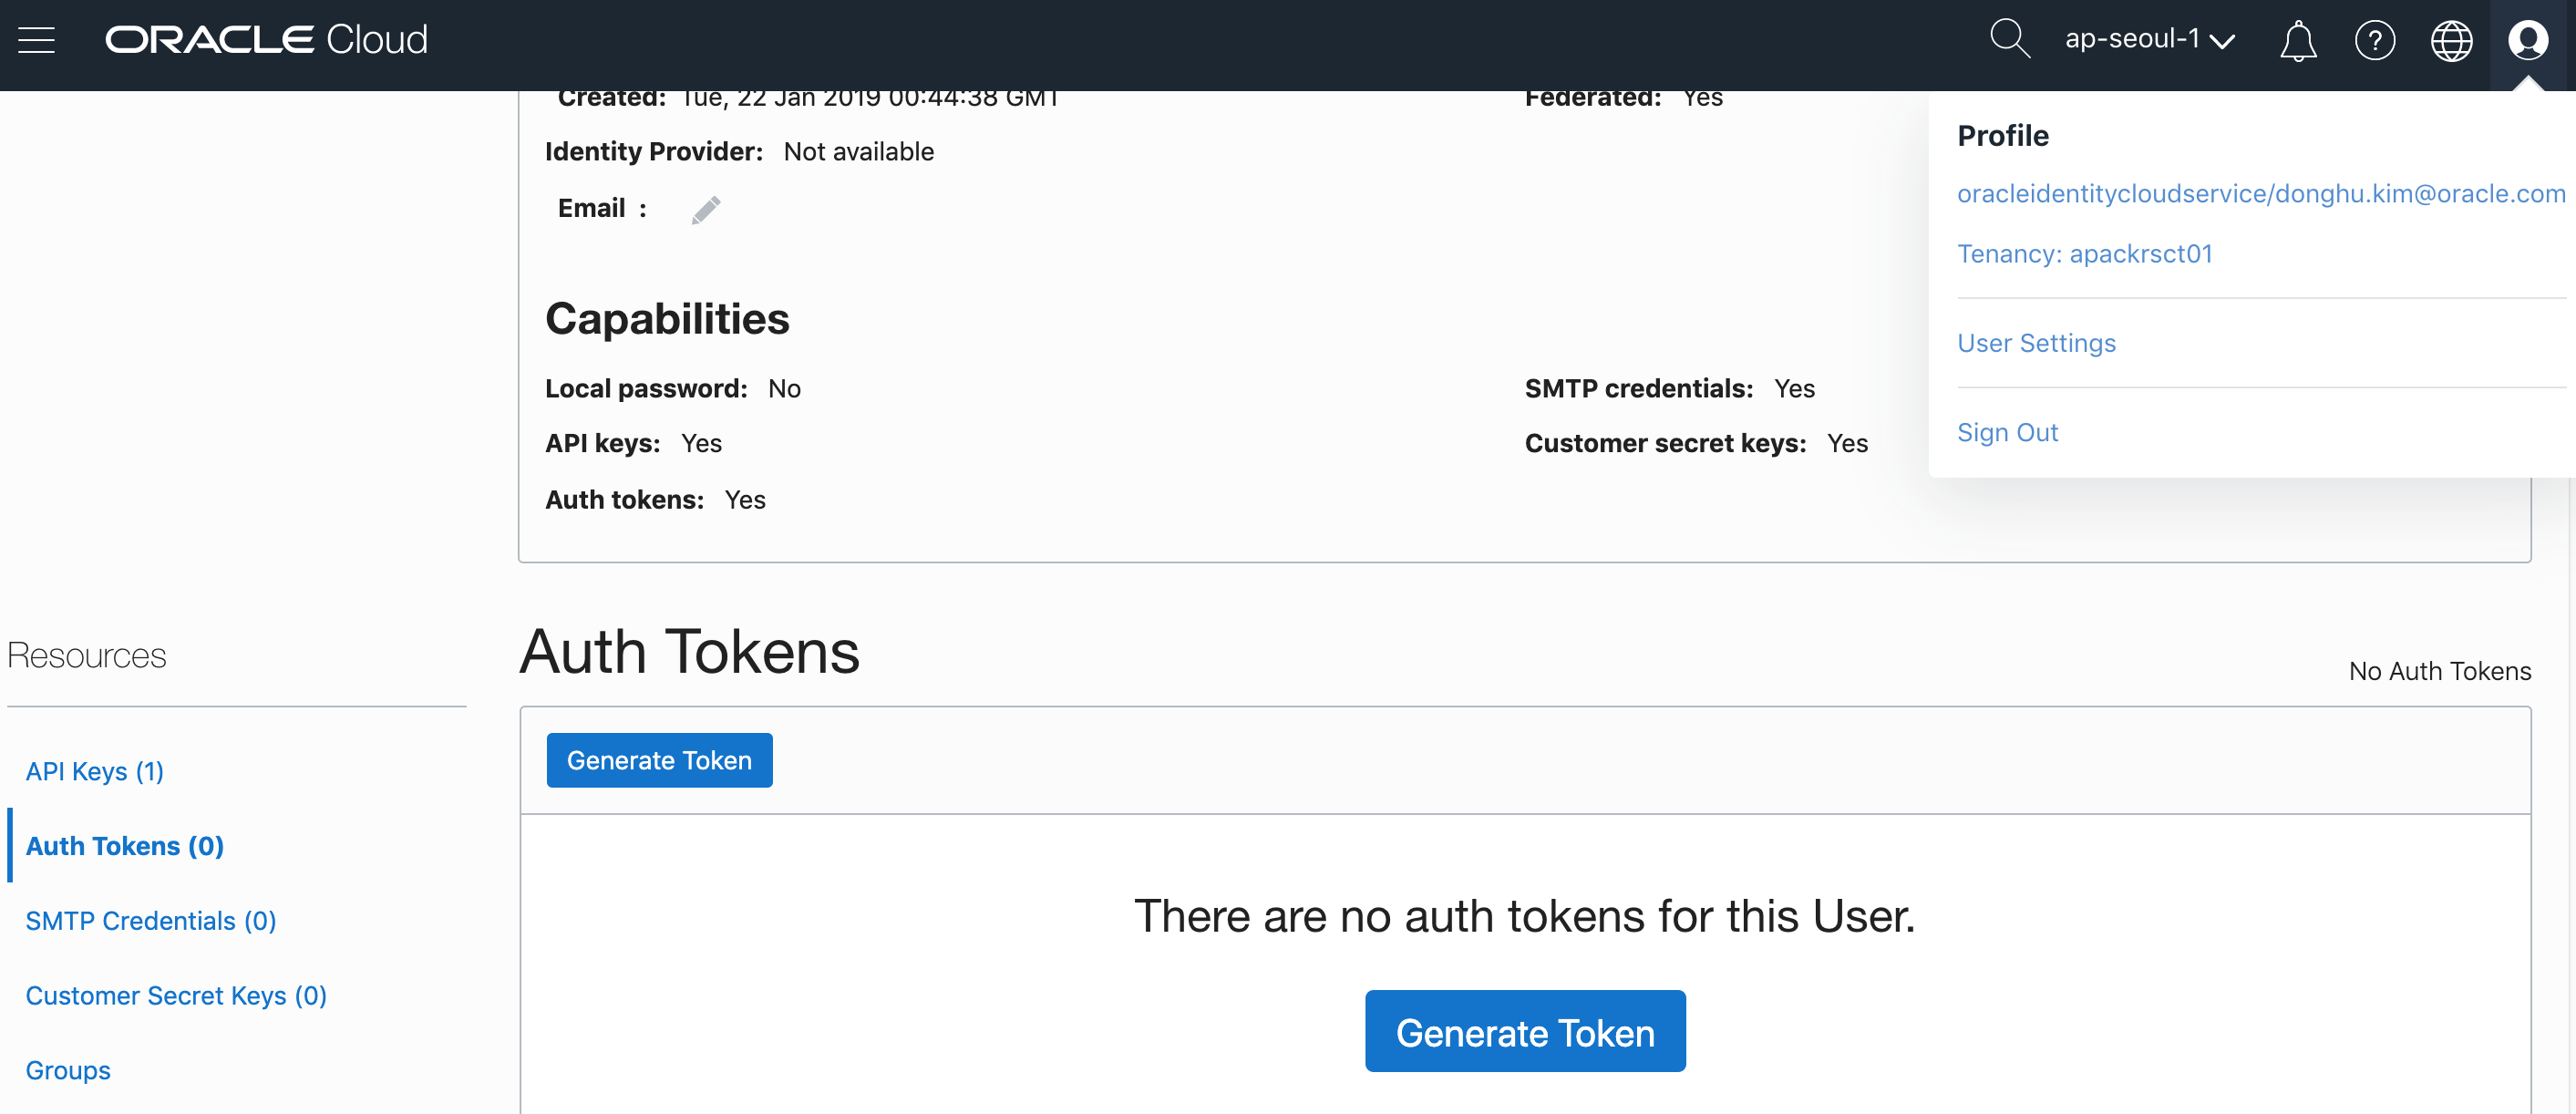 ORACLE Cloud
ap-seoul-1
Created: Tue, 22 Jan 2019 00:44:38 GMT
Federated: Yes
Identity Provider: Not available
Email :
Profile
oracleidentitycloudservice/donghu.kim@oracle.com
Tenancy: apackrsct01
User Settings
Sign Out
Capabilities
Local password: No
SMTP credentials: Yes
API keys: Yes
Customer secret keys: Yes
Auth tokens: Yes
Resources
API Keys (1)
Auth Tokens (0)
SMTP Credentials (0)
Customer Secret Keys (0)
Groups
Auth Tokens
No Auth Tokens
Generate Token
There are no auth tokens for this User.
Generate Token